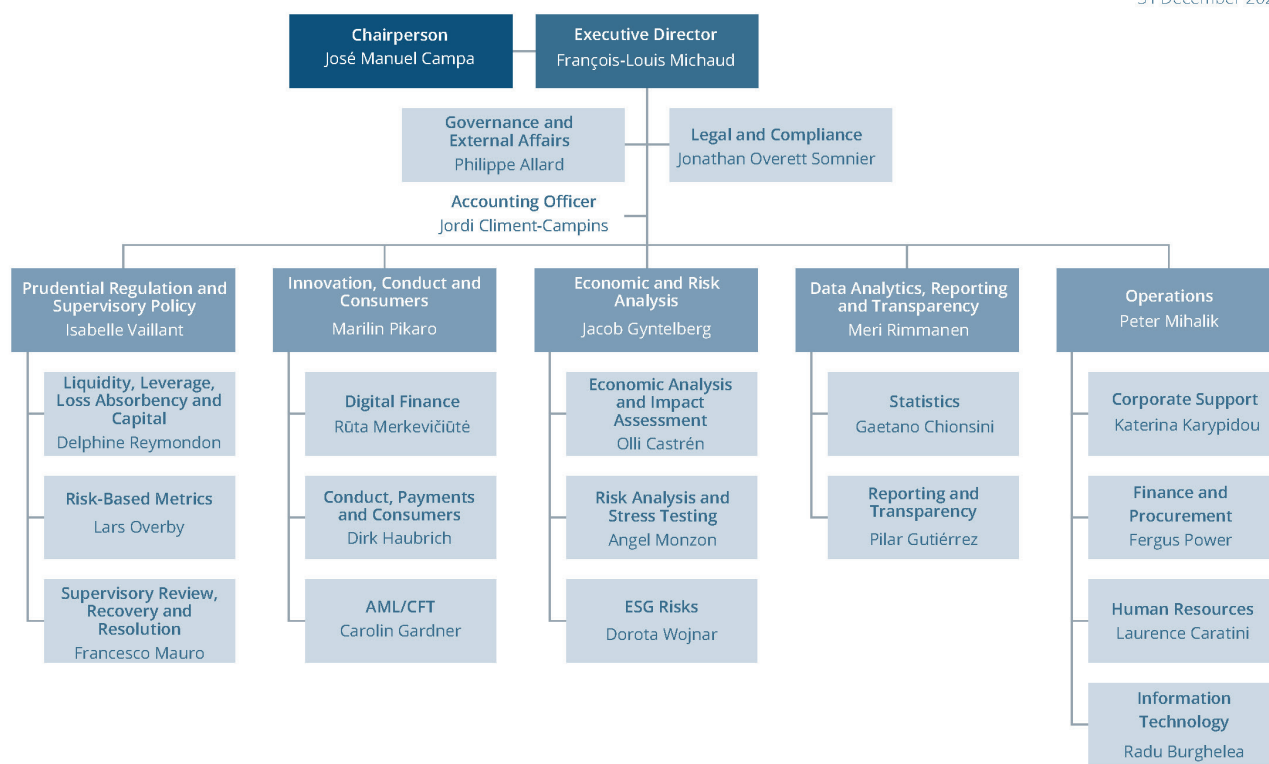 31 December 202
Chairperson
José Manuel Campa
Executive Director
François-Louis Michaud
Governance and
External Affairs
Philippe Allard
Legal and Compliance
Jonathan Overett Somnier
Accounting Officer
Jordi Climent-Campins
Prudential Regulation and
Supervisory Policy
Isabelle Vaillant
Innovation, Conduct and
Consumers
Marilin Pikaro
Economic and Risk
Analysis
Jacob Gyntelberg
Data Analytics, Reporting
and Transparency
Meri Rimmanen
Operations
Peter Mihalik
Liquidity, Leverage,
Loss Absorbency and
Capital
Delphine Reymondon
Digital Finance
Rūta Merkevičiūtė
Economic Analysis
and Impact
Assessment
Olli Castrén
Statistics
Gaetano Chionsini
Corporate Support
Katerina Karypidou
Risk-Based Metrics
Lars Overby
Conduct, Payments
and Consumers
Dirk Haubrich
Risk Analysis and
Stress Testing
Angel Monzon
Reporting and
Transparency
Pilar Gutiérrez
Finance and
Procurement
Fergus Power
Supervisory Review,
Recovery and
Resolution
Francesco Mauro
AML/CFT
Carolin Gardner
ESG Risks
Dorota Wojnar
Human Resources
Laurence Caratini
Information
Technology
Radu Burghelea